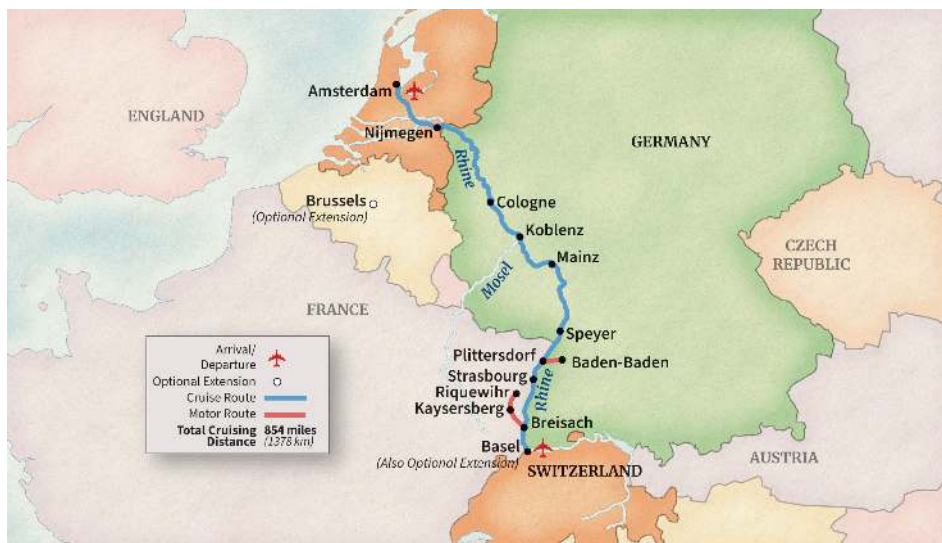 Amsterdam
ENGLAND
Nijmegen
GERMANY
Rhine
Brussels
(Optional Extension)
Cologne
Koblenz
CZECH
REPUBLIC
Mainz
Mosel
FRANCE
Speyer
Plittersdorf
Baden-Baden
Strasbourg
Rhine
Riquewihr
Kaysersberg
Breisach
Basel
(Also Optional Extension)
SWITZERLAND
AUSTRIA
Arrival/
Departure
Optional Extension
Cruise Route
Motor Route
Total Cruising 854 miles
Distance (1378 km)